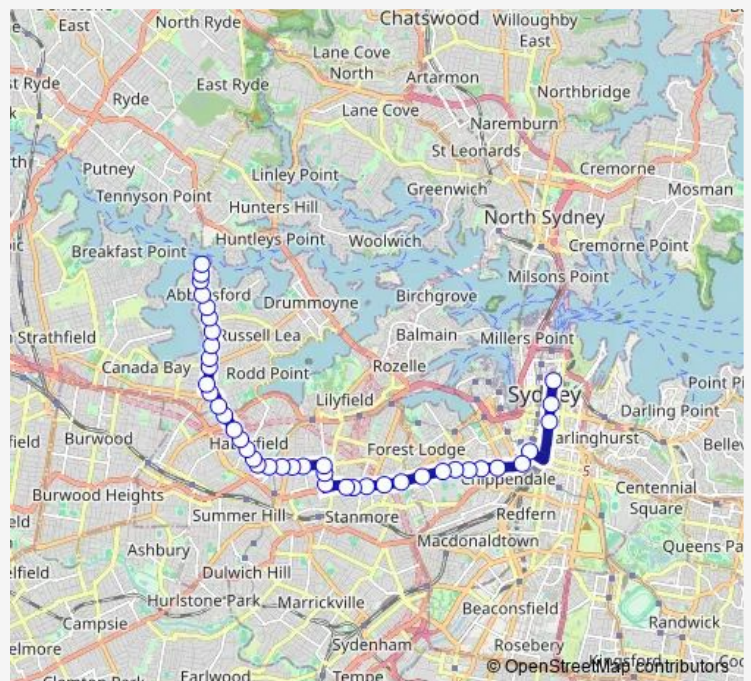 Chatswood
Willoughby
East
East
North Ryde
Lane Cove
North
Artarmon
East Ryde
Northbridge
Ryde
Lane Cove
Naremburn
St Leonards
Putney
Linley Point
Cremorne
Tennyson Point
Greenwich
Mosman
Hunters Hill
North Sydney
Huntleys Point
Woolwich
Breakfast Point
Cremorne Point
Milsons Point
Drummoyne
Birchgrove
Strathfield
Russell Lea
Balmain
Millers Point
Canada Bay
Rodd Point
Rozelle
Lilyfield
Darling Point
Burwood
Forest Lodge
Chippendale
Burwood Heights
Centennial
Square
Summer Hill
Stanmore
Redfern
Macdonaldtown
Ashbury
Queens Pa
Dulwich Hill
Hurlstone Park
Marrickville
Beaconsfield
Campsie
Randwick
Sydenham
Rosebery
Earlwood
Tempe
© OpenStreetMap contributors